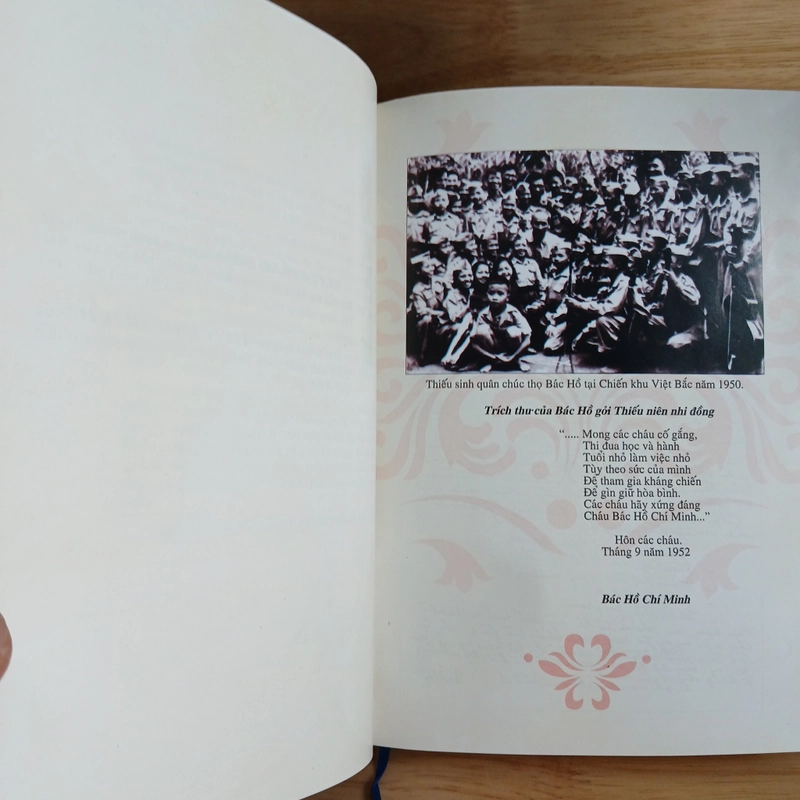 Thiếu sinh quân chúc thọ Bác Hồ tại Chiến khu Việt Bắc năm 1950.
Trích thư của Bác Hồ gởi Thiếu niên nhi đồng
“..... Mong các cháu cố gắng,
Thi đua học và hành
Tuổi nhỏ làm việc nhỏ
Tùy theo sức của mình
Để tham gia kháng chiến
Để gìn giữ hòa bình.
Các cháu hãy xứng đáng
Cháu Bác Hồ Chí Minh...”
Hôn các cháu.
Tháng 9 năm 1952
Bác Hồ Chí Minh